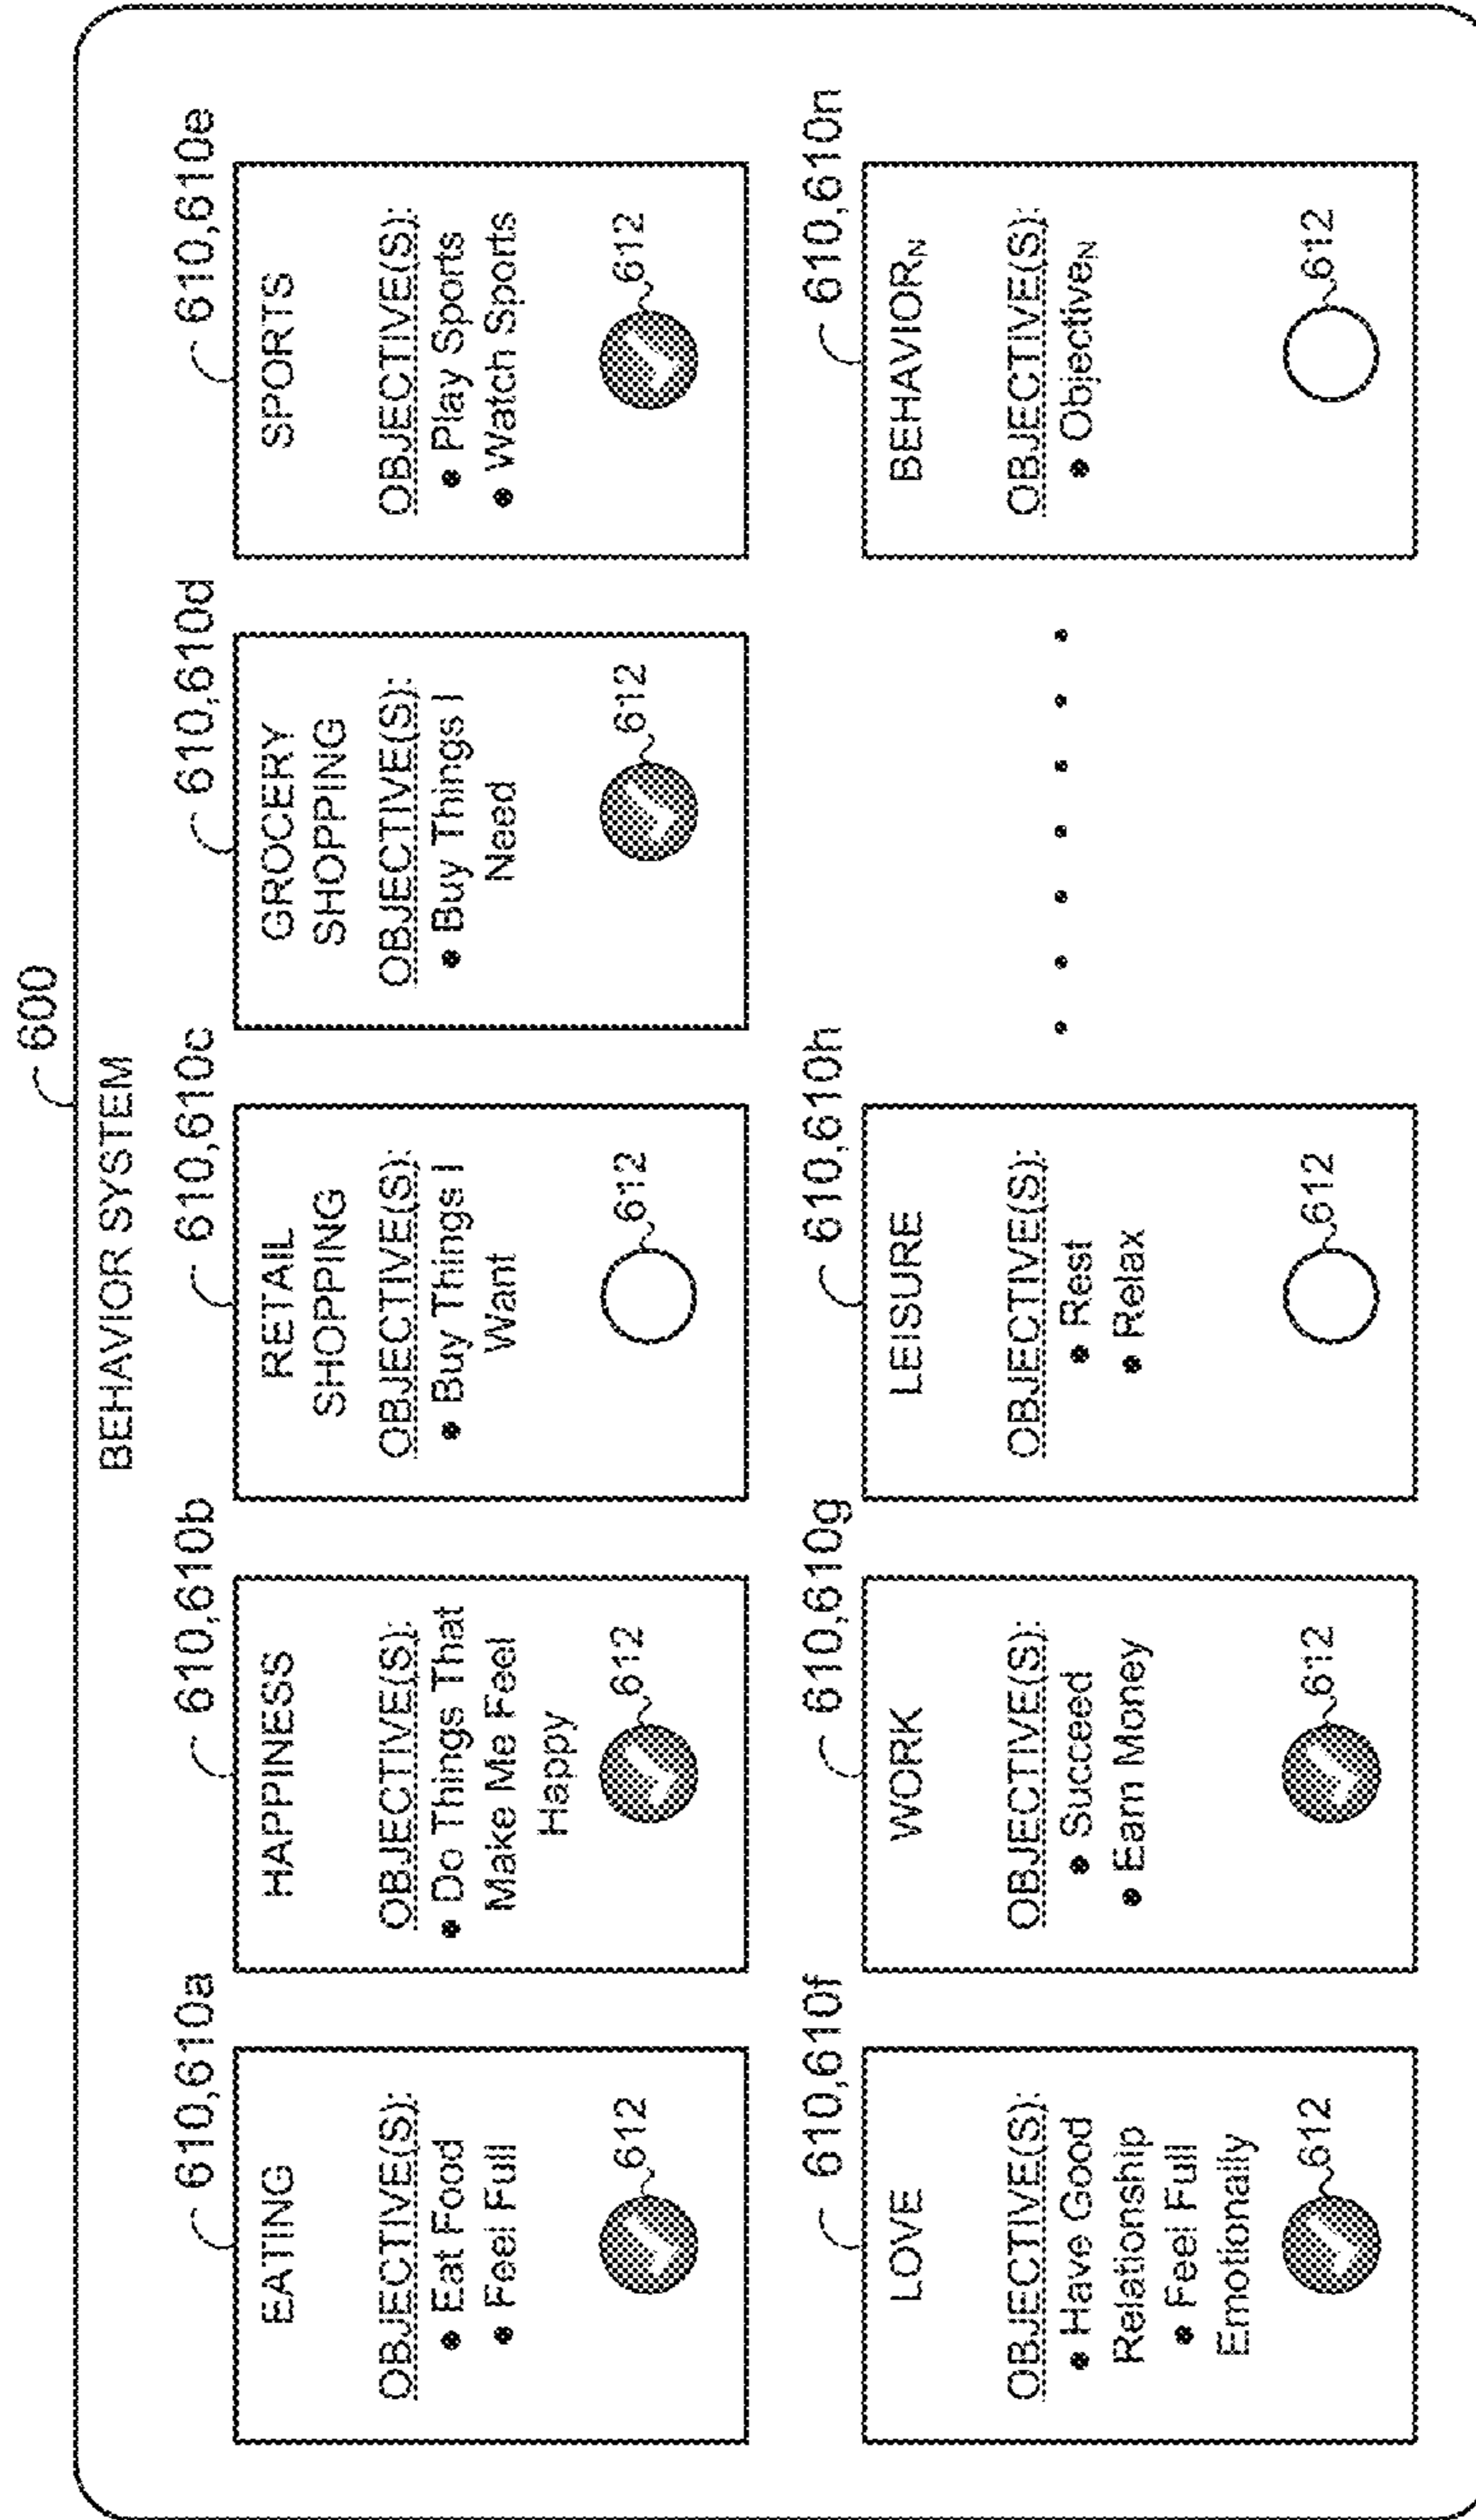 600
BEHAVIOR SYSTEM
610,610a
EATING
OBJECTIVE(S):
• Eat Food
• Feel Full
612
610,610b
HAPPINESS
OBJECTIVE(S):
• Do Things That
Make Me Feel
Happy
612
610,610c
RETAIL
SHOPPING
OBJECTIVE(S):
• Buy Things I
Want
612
610,610d
GROCERY
SHOPPING
OBJECTIVE(S):
• Buy Things I
Need
612
610,610e
SPORTS
OBJECTIVE(S):
• Play Sports
• Watch Sports
612
610,610f
LOVE
OBJECTIVE(S):
• Have Good
Relationship
• Feel Full
Emotionally
612
610,610g
WORK
OBJECTIVE(S):
• Succeed
• Earn Money
612
610,610h
LEISURE
OBJECTIVE(S):
• Rest
• Relax
612
610,610n
BEHAVIORN
OBJECTIVE(S):
• ObjectiveN
612